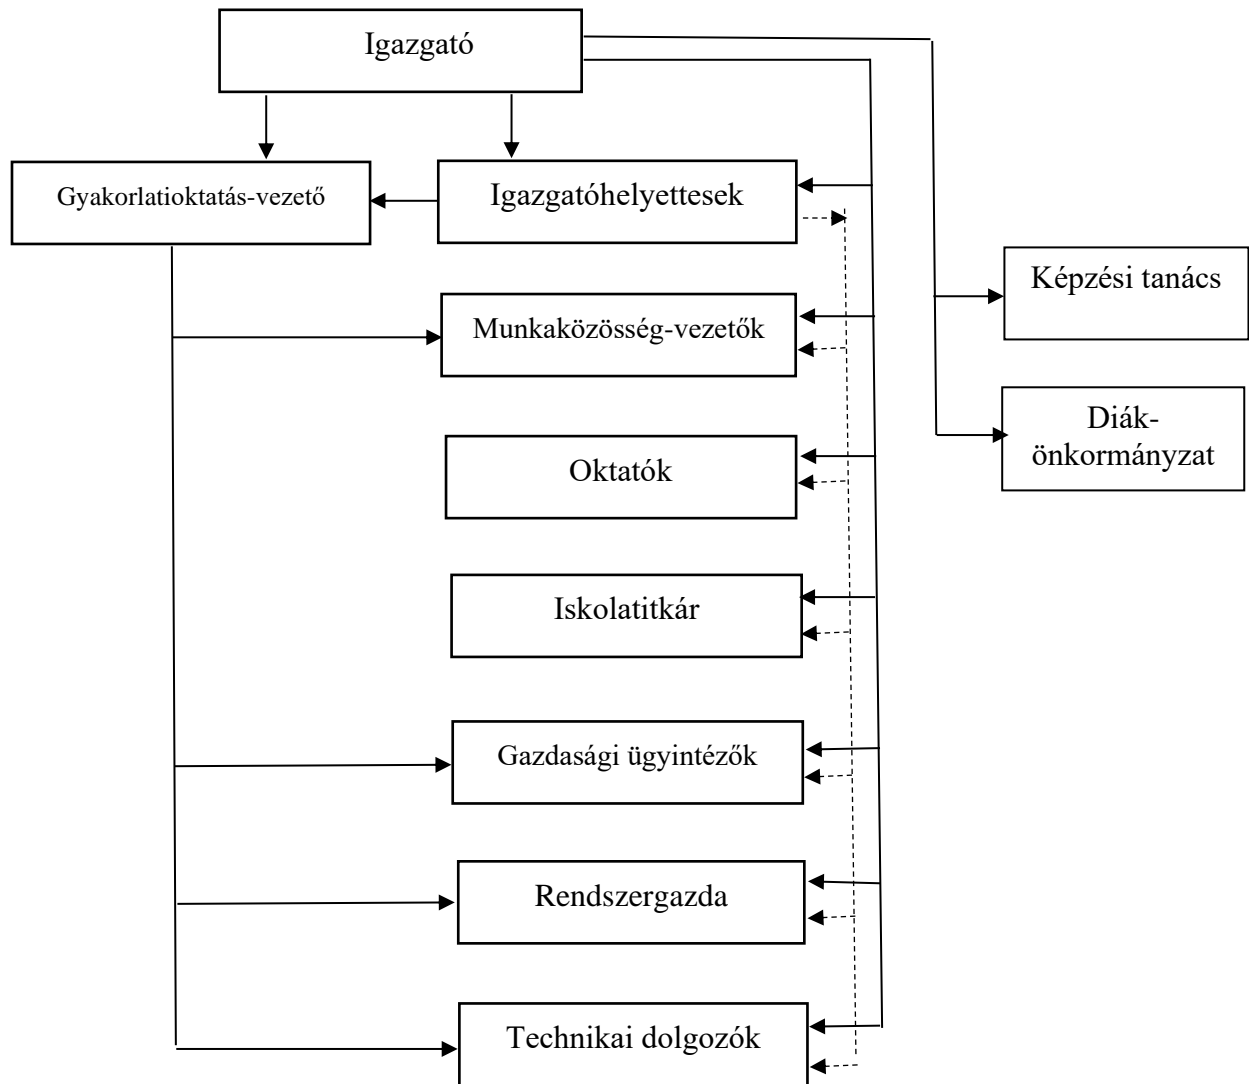 Igazgató
Gyakorlatioktatás-vezető
Igazgatóhelyettesek
Képzési tanács
Munkaközösség-vezetők
Diák-
önkormányzat
Oktatók
Iskolatitkár
Gazdasági ügyintézők
Rendszergazda
Technikai dolgozók